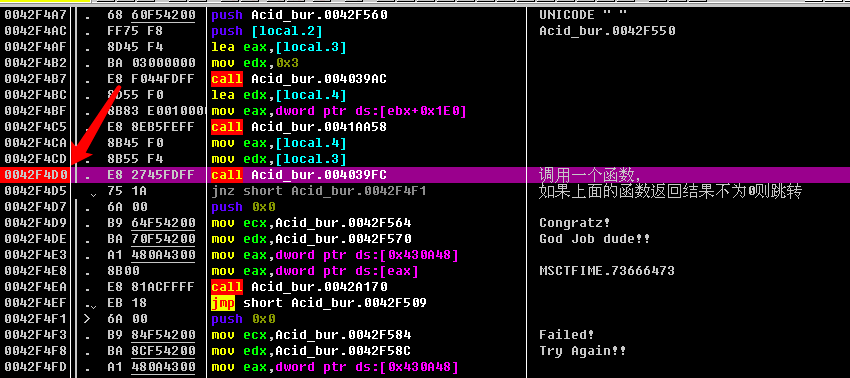 0042F4A7 . 68 60F54200 push Acid_bur.0042F560 UNICODE " "
0042F4AC . FF75 F8 push [local.2] Acid_bur.0042F550
0042F4AF . 8D45 F4 lea eax,[local.3]
0042F4B2 . BA 03000000 mov edx,0x3
0042F4B7 . E8 F044FDFF call Acid_bur.004039AC
0042F4BC . 8D55 F0 lea edx,[local.4]
0042F4BF . 8B83 E0010000 mov eax,dword ptr ds:[ebx+0x1E0]
0042F4C5 . E8 8EB5FEFF call Acid_bur.0041AA58
0042F4CA . 8B45 F0 mov eax,[local.4]
0042F4CD . 8B55 F4 mov edx,[local.3]
0042F4D0 . E8 2745FDFF call Acid_bur.004039FC 调用一个函数,
0042F4D5 . 75 1A jnz short Acid_bur.0042F4F1 如果上面的函数返回结果不为0则跳转
0042F4D7 . 6A 00 push 0x0
0042F4D9 . B9 64F54200 mov ecx,Acid_bur.0042F564 Congratz!
0042F4DE . BA 70F54200 mov edx,Acid_bur.0042F570 God Job dude!!
0042F4E3 . A1 480A4300 mov eax,dword ptr ds:[0x430A48]
0042F4E8 . 8B00 mov eax,dword ptr ds:[eax] MSCTFIME.73666473
0042F4EA . E8 81ACFFFF call Acid_bur.0042A170
0042F4EF . EB 18 jmp short Acid_bur.0042F509
0042F4F1 > 6A 00 push 0x0
0042F4F3 . B9 84F54200 mov ecx,Acid_bur.0042F584 Failed!
0042F4F8 . BA 8CF54200 mov edx,Acid_bur.0042F58C Try Again!!
0042F4FD . A1 480A4300 mov eax,dword ptr ds:[0x430A48]